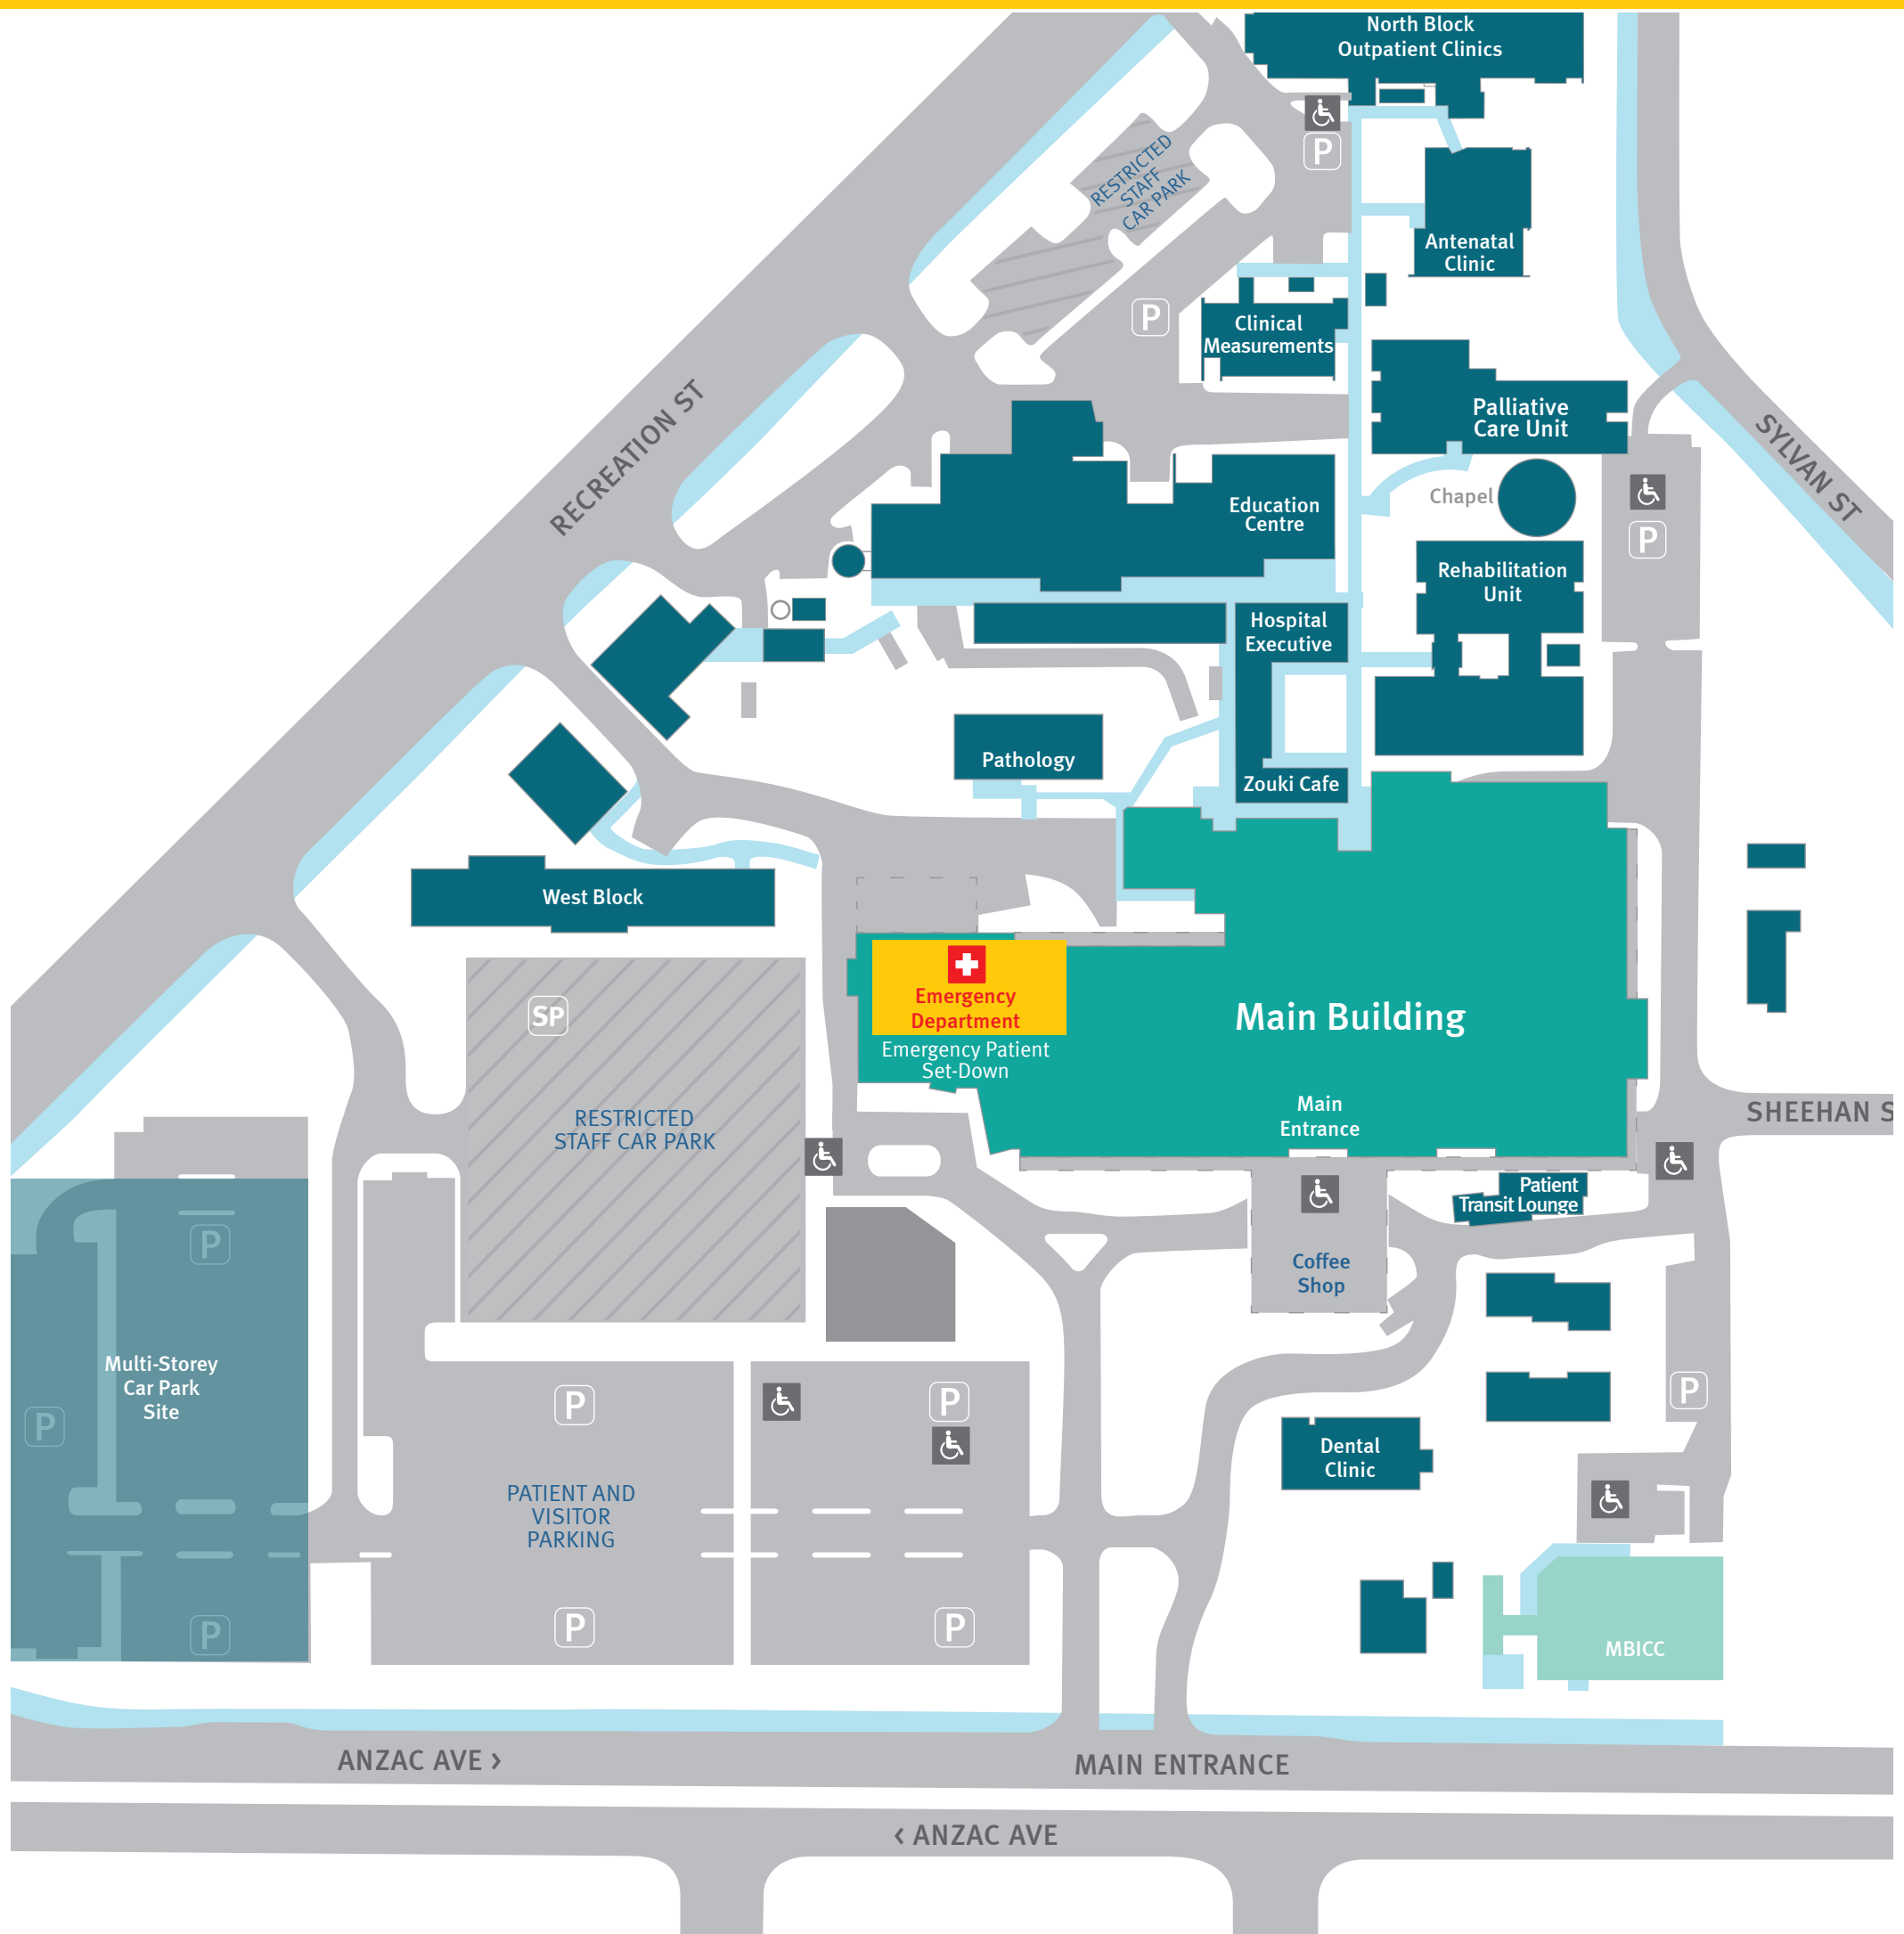 North Block
Outpatient Clinics
P
RESTRICTED
STAFF
CAR PARK
Antenatal
Clinic
P
Clinical
Measurements
RECREATION ST
Palliative
Care Unit
SYLVAN ST
Chapel
Education
Centre
P
Rehabilitation
Unit
Hospital
Executive
Pathology
Zouki Cafe
West Block
SP
Emergency
Department
Emergency Patient
Set-Down
Main Building
RESTRICTED
STAFF CAR PARK
Main
Entrance
SHEEHAN S
Patient
Transit Lounge
P
Coffee
Shop
Multi-Storey
Car Park
Site
P
P
P
P
Dental
Clinic
PATIENT AND
VISITOR
PARKING
P
P
P
MBICC
ANZAC AVE >
MAIN ENTRANCE
< ANZAC AVE